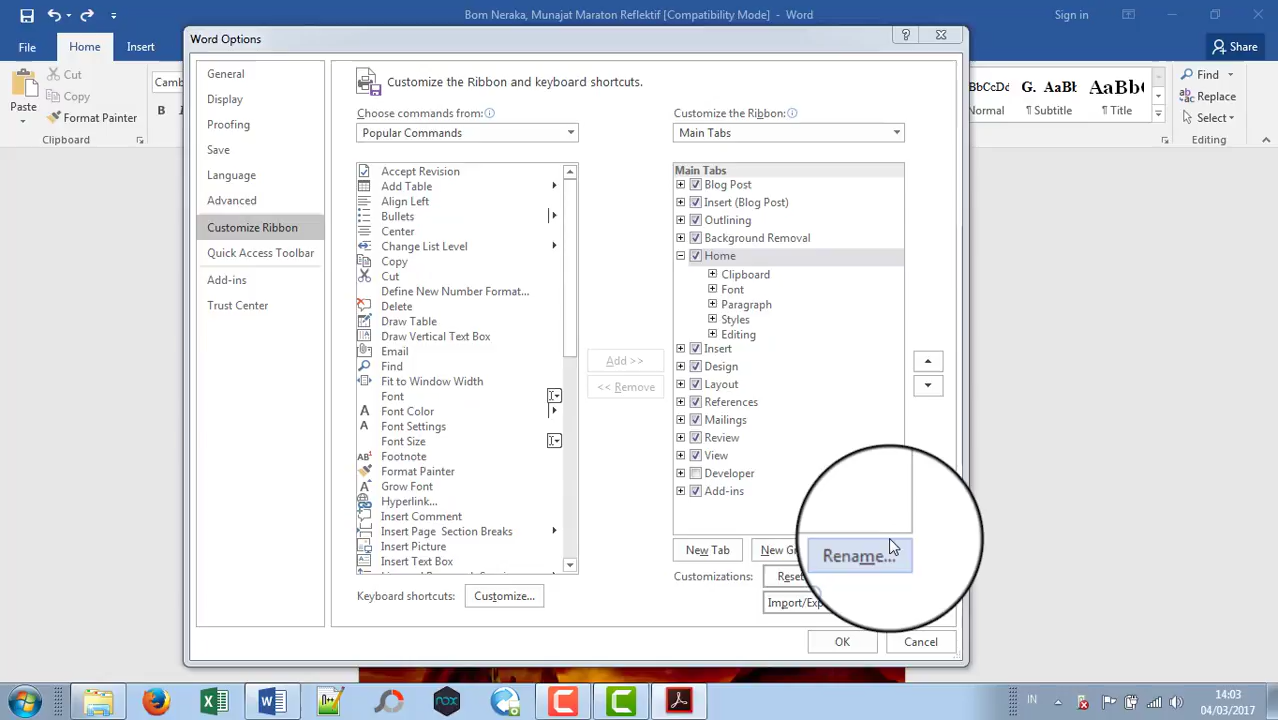 Bom Neraka, Munajat Maraton Reflektif [Compatibility Mode] - Word
Sign in
File
Home
Insert
Share
Paste
Cut
Copy
Format Painter
Clipboard
Camb
B
I
Normal
G. AaBb
¶ Subtitle
AaBbC
¶ Title
Find
Replace
Select
Editing
Word Options
General
Display
Proofing
Save
Language
Advanced
Customize Ribbon
Quick Access Toolbar
Add-ins
Trust Center
Customize the Ribbon and keyboard shortcuts.
Choose commands from:
Popular Commands
Accept Revision
Add Table
Align Left
Bullets
Center
Change List Level
Copy
Cut
Define New Number Format...
Delete
Draw Table
Draw Vertical Text Box
Email
Find
Fit to Window Width
Font
Font Color
Font Settings
Font Size
Footnote
Format Painter
Grow Font
Hyperlink...
Insert Comment
Insert Page Section Breaks
Insert Picture
Insert Text Box
Keyboard shortcuts:
Customize...
Add >>
<< Remove
Customize the Ribbon:
Main Tabs
Main Tabs
Blog Post
Insert (Blog Post)
Outlining
Background Removal
Home
Clipboard
Font
Paragraph
Styles
Editing
Insert
Design
Layout
References
Mailings
Review
View
Developer
Add-ins
New Tab
New G
Rename...
Customizations:
Reset
Import/Exp
OK
Cancel
IN
14:03
04/03/2017